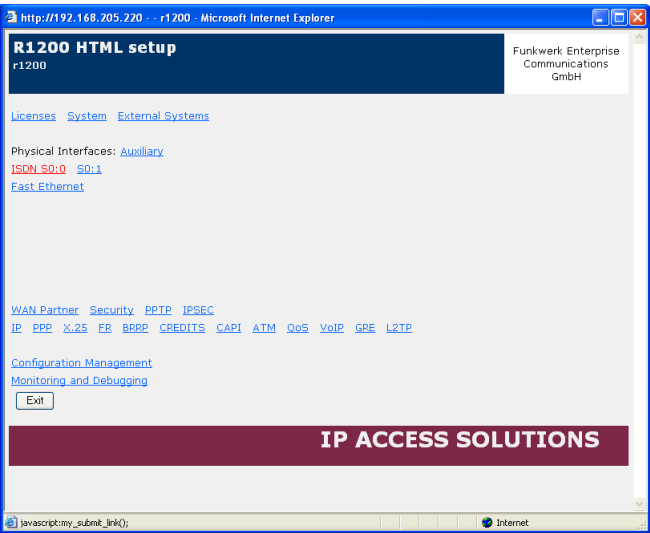 http://192.168.205.220 - - r1200 - Microsoft Internet Explorer
R1200 HTML setup
r1200
Funkwerk Enterprise
Communications
GmbH
Licenses System External Systems
Physical Interfaces: Auxiliary
ISDN S0:0 S0:1
Fast Ethernet
WAN Partner Security PPTP IPSEC
IP PPP X.25 FR BRRP CREDITS CAPI ATM QoS VoIP GRE L2TP
Configuration Management
Monitoring and Debugging
Exit
IP ACCESS SOLUTIONS
javascript:my_submit_link(); Internet